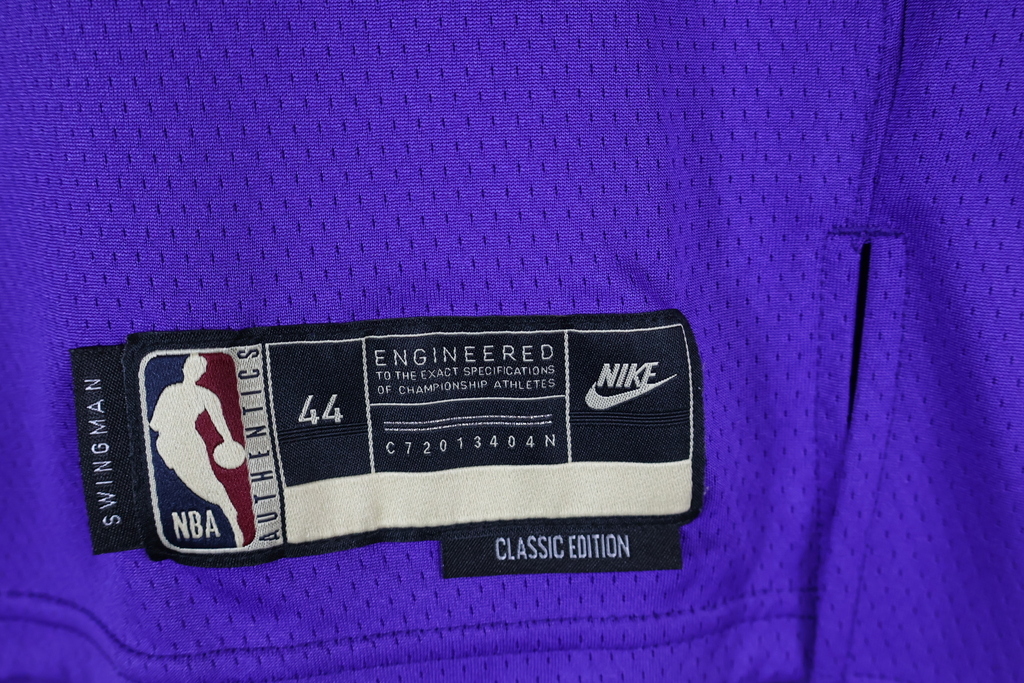 SWINGMAN
NBA
AUTHENTICS
44
ENGINEERED
TO THE EXACT SPECIFICATIONS
OF CHAMPIONSHIP ATHLETES
C72013404N
NIKE
CLASSIC EDITION